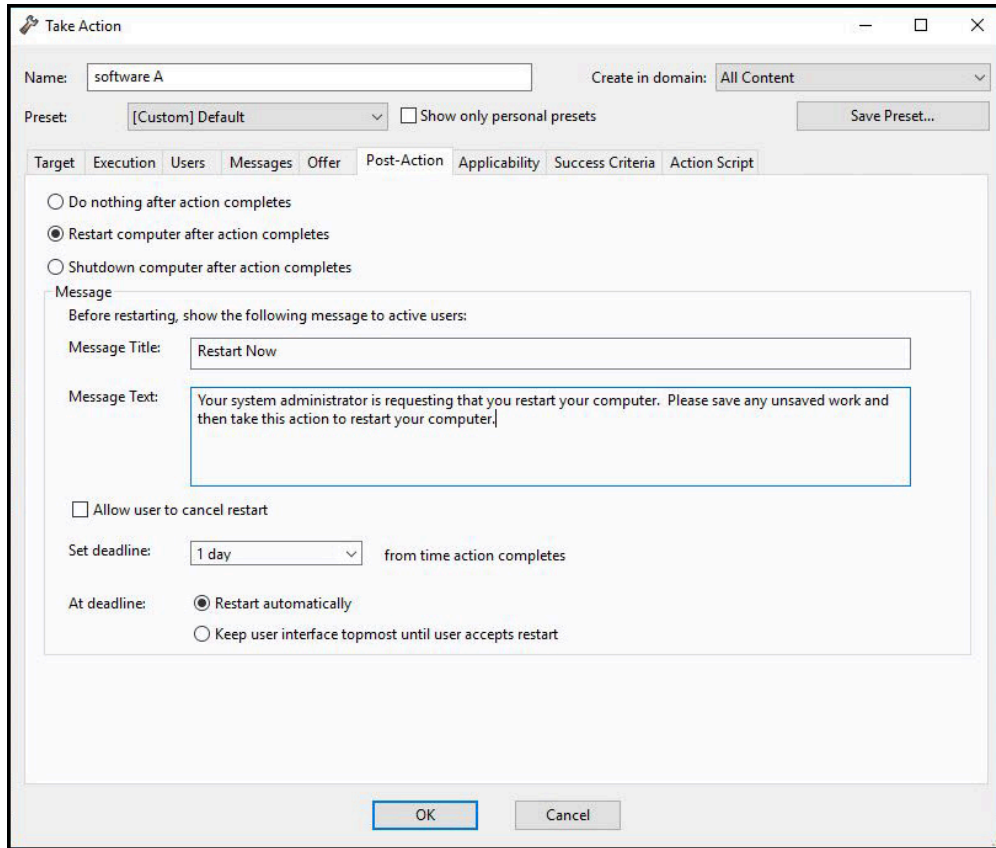 Take Action
Name: software A Create in domain: All Content
Preset: [Custom] Default Show only personal presets Save Preset...
Target Execution Users Messages Offer Post-Action Applicability Success Criteria Action Script
Do nothing after action completes
Restart computer after action completes
Shutdown computer after action completes
Message
Before restarting, show the following message to active users:
Message Title: Restart Now
Message Text: Your system administrator is requesting that you restart your computer.  Please save any unsaved work and
then take this action to restart your computer.
Allow user to cancel restart
Set deadline: 1 day from time action completes
At deadline: Restart automatically
Keep user interface topmost until user accepts restart
OK Cancel